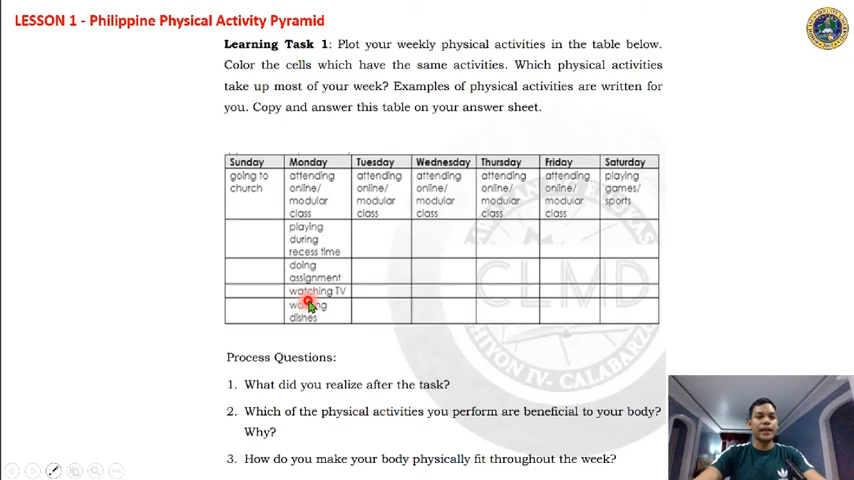 LESSON 1 - Philippine Physical Activity Pyramid
Learning Task 1: Plot your weekly physical activities in the table below.
Color the cells which have the same activities. Which physical activities
take up most of your week? Examples of physical activities are written for
you. Copy and answer this table on your answer sheet.
Sunday Monday Tuesday Wednesday Thursday Friday Saturday
going to attending attending attending attending attending playing
church online/ online/ online/ online/ online/ games/
modular modular modular modular modular sports
class class class class class
playing
during
recess time
doing
assignment
watching TV
dishes
CLMD
Process Questions:
1. What did you realize after the task?
2. Which of the physical activities you perform are beneficial to your body?
Why?
3. How do you make your body physically fit throughout the week?